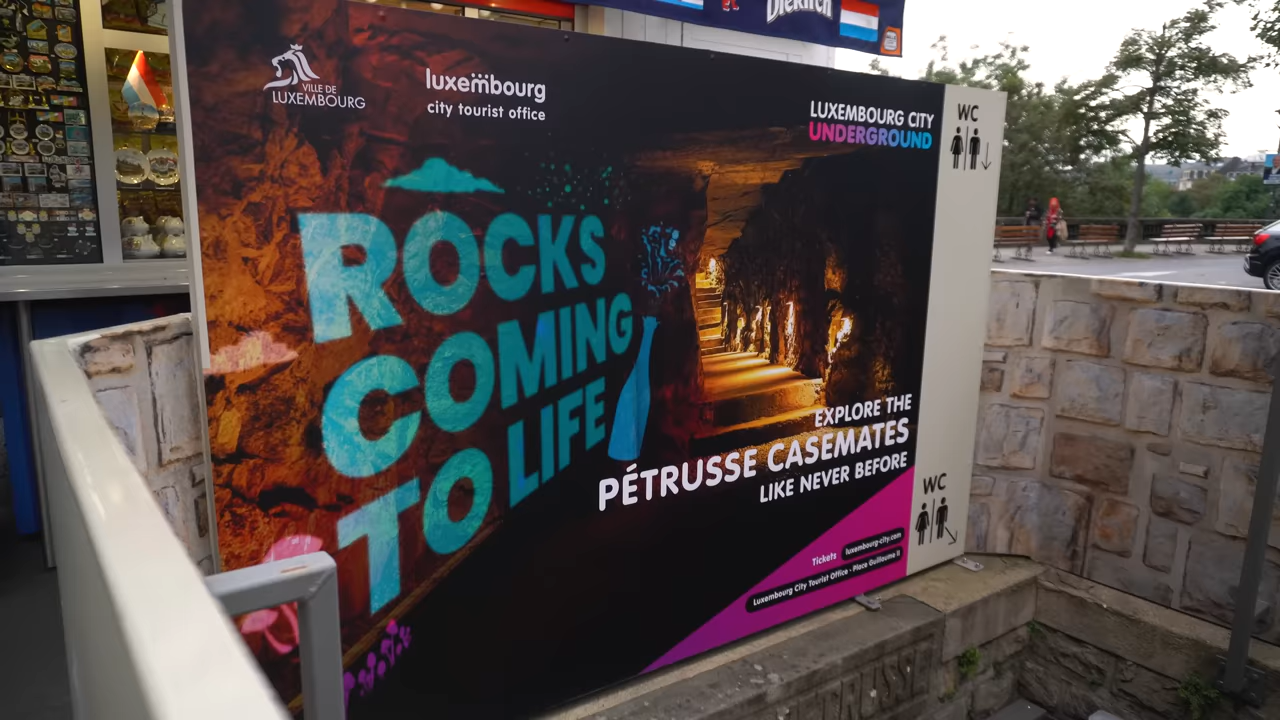 Diekirch
VILLE DE
LUXEMBOURG
luxembourg
city tourist office
LUXEMBOURG CITY
UNDERGROUND
WC
ROCKS
COMING
TO LIFE
EXPLORE THE
PÉTRUSSE CASEMATES
LIKE NEVER BEFORE
WC
Tickets
luxembourg-city.com
Luxembourg City Tourist Office - Place Guillaume II
PETRUSSE